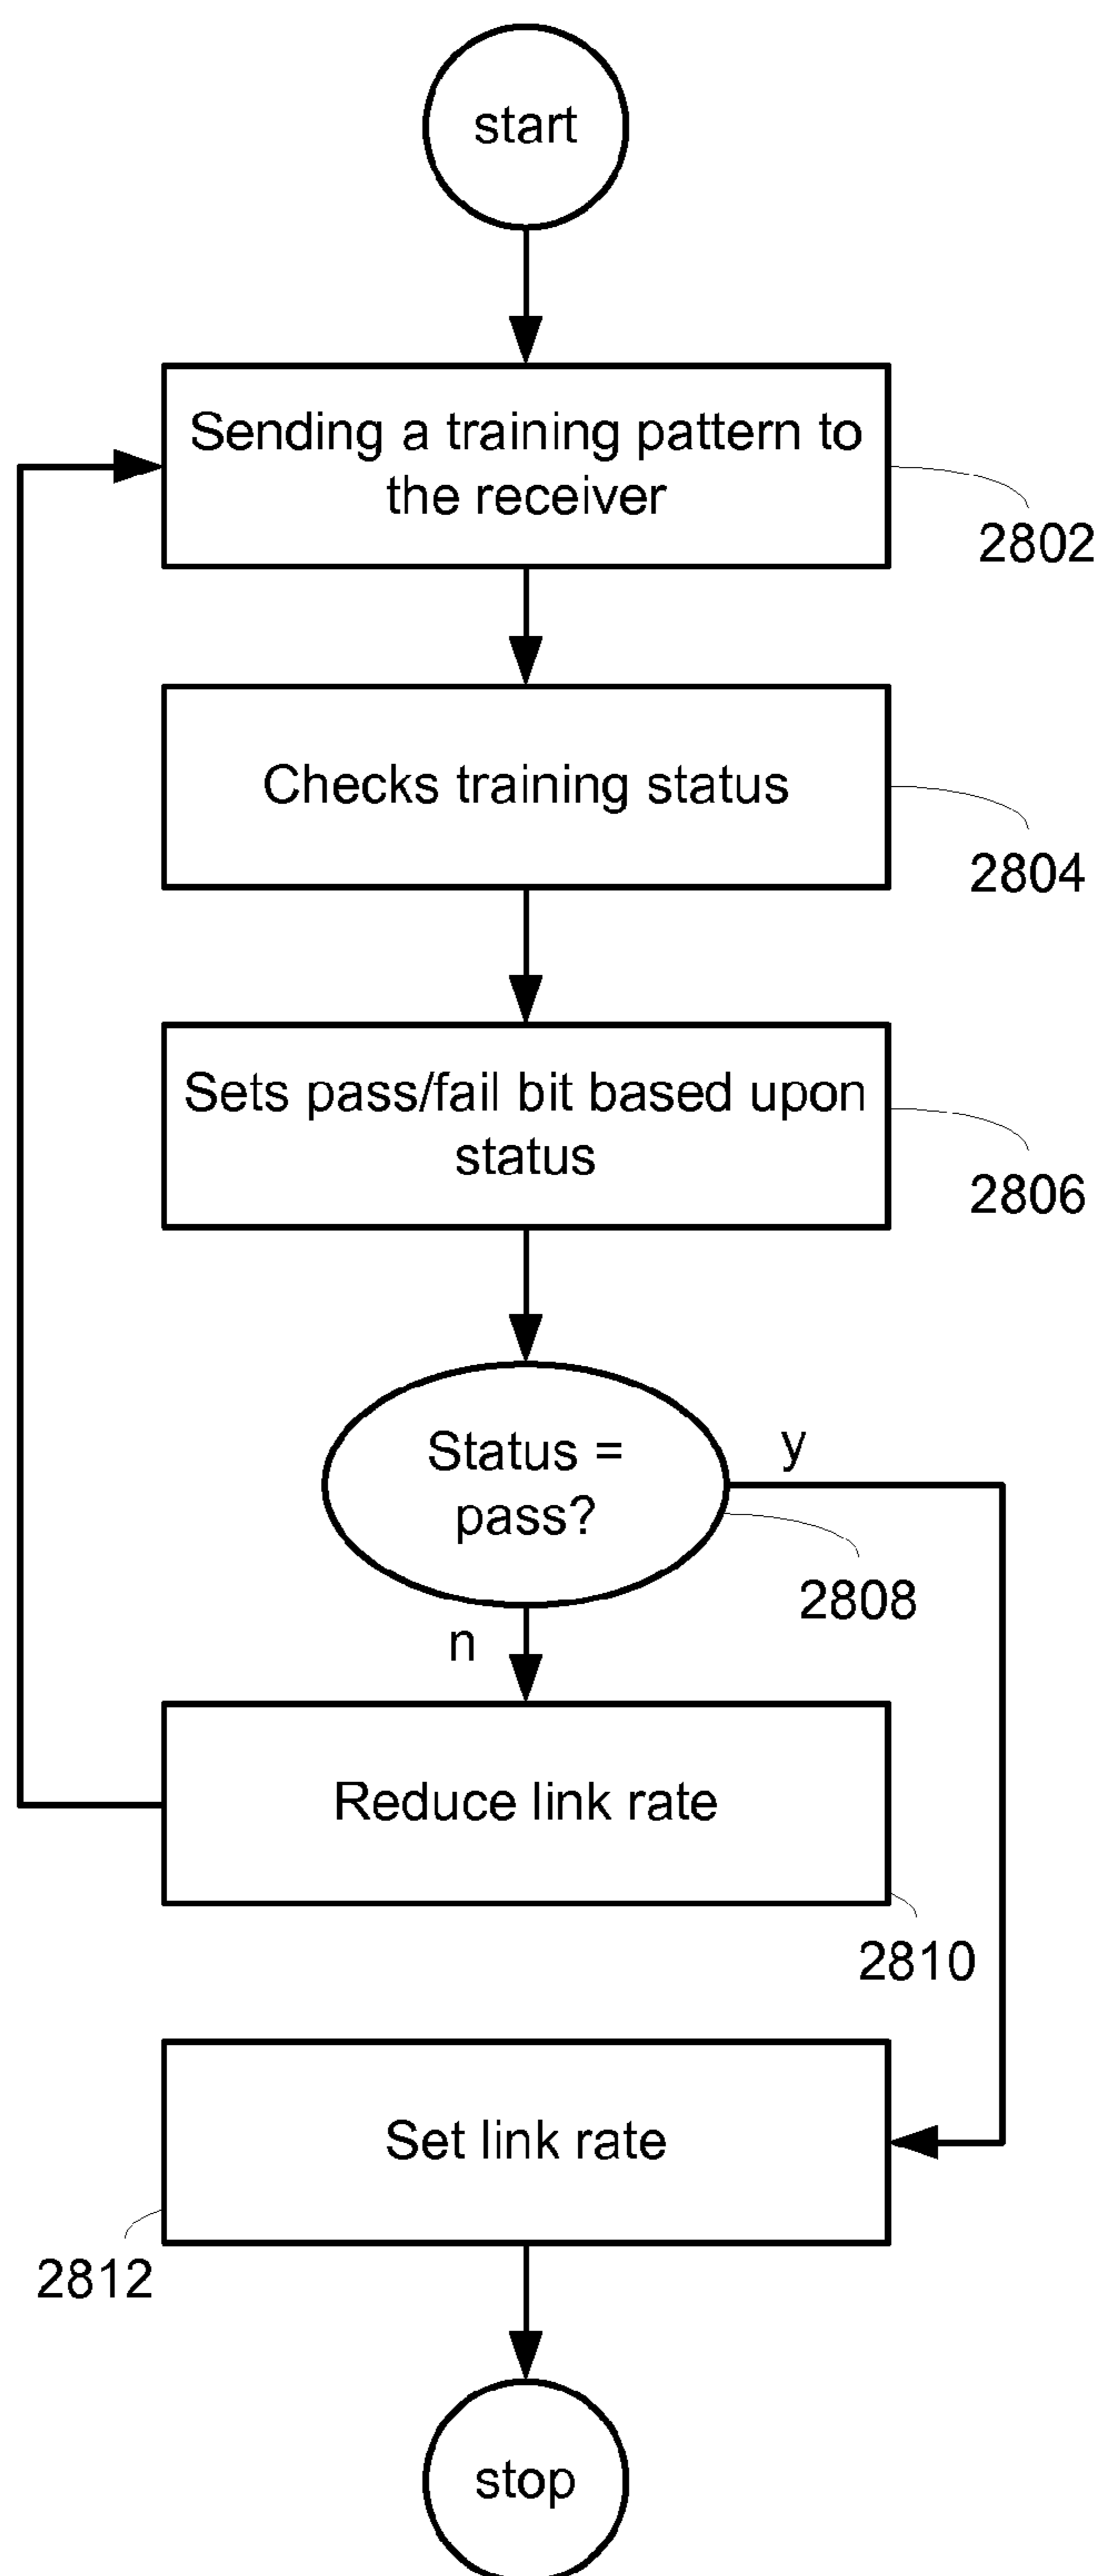 start
Sending a training pattern to
the receiver
2802
Checks training status
2804
Sets pass/fail bit based upon
status
2806
Status =
pass?
y
2808
n
Reduce link rate
2810
Set link rate
2812
stop